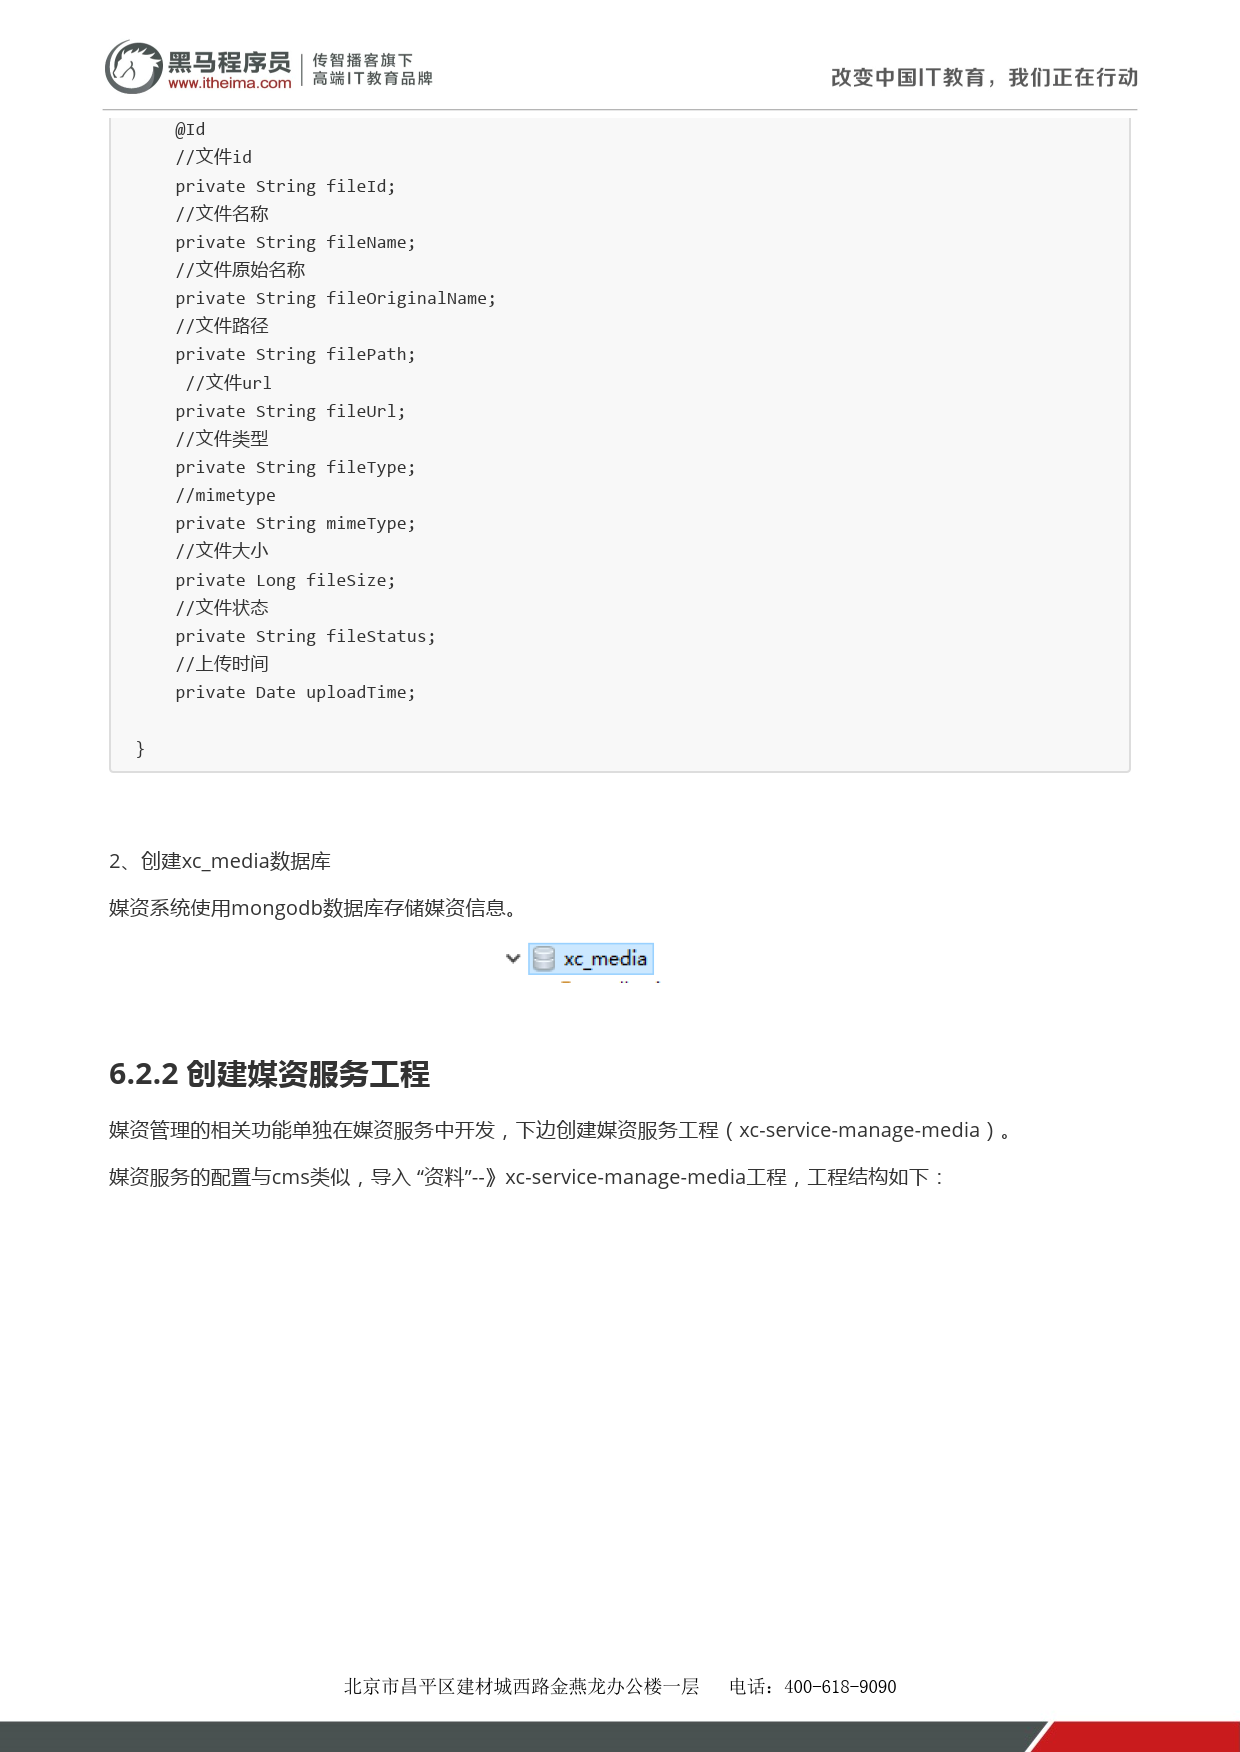 黑马程序员
www.itheima.com
传智播客旗下
高端IT教育品牌
改变中国IT教育，我们正在行动
@Id
//文件id
private String fileId;
//文件名称
private String fileName;
//文件原始名称
private String fileOriginalName;
//文件路径
private String filePath;
//文件url
private String fileUrl;
//文件类型
private String fileType;
//mimetype
private String mimeType;
//文件大小
private Long fileSize;
//文件状态
private String fileStatus;
//上传时间
private Date uploadTime;
}
2、创建xc_media数据库
媒资系统使用mongodb数据库存储媒资信息。
xc_media
6.2.2 创建媒资服务工程
媒资管理的相关功能单独在媒资服务中开发，下边创建媒资服务工程（xc-service-manage-media）。
媒资服务的配置与cms类似，导入 “资料”--》xc-service-manage-media工程，工程结构如下：
北京市昌平区建材城西路金燕龙办公楼一层 电话：400-618-9090